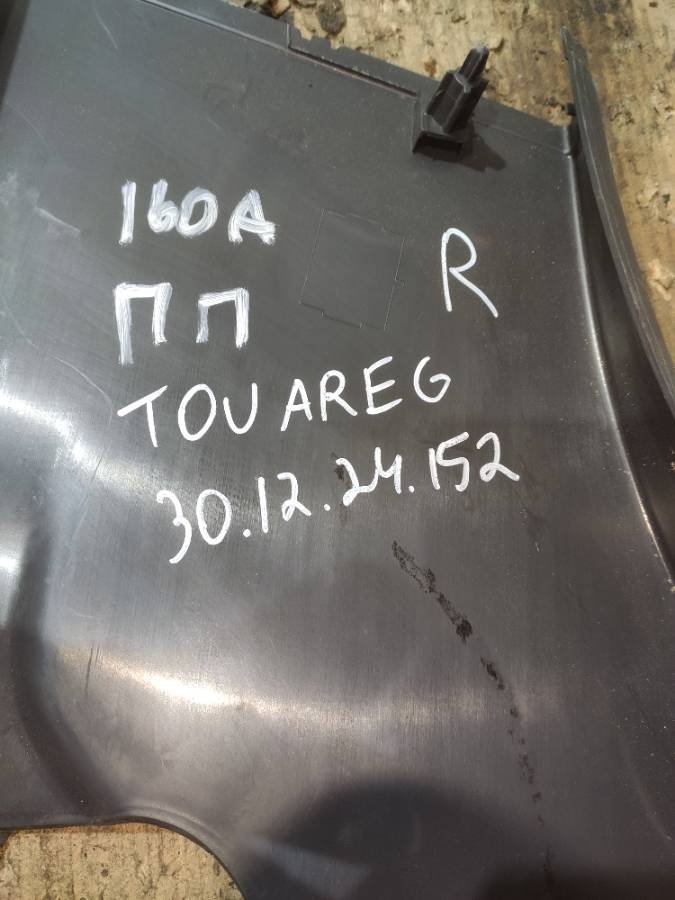 160A
ПП
R
TOUAREG
30.12.24.152